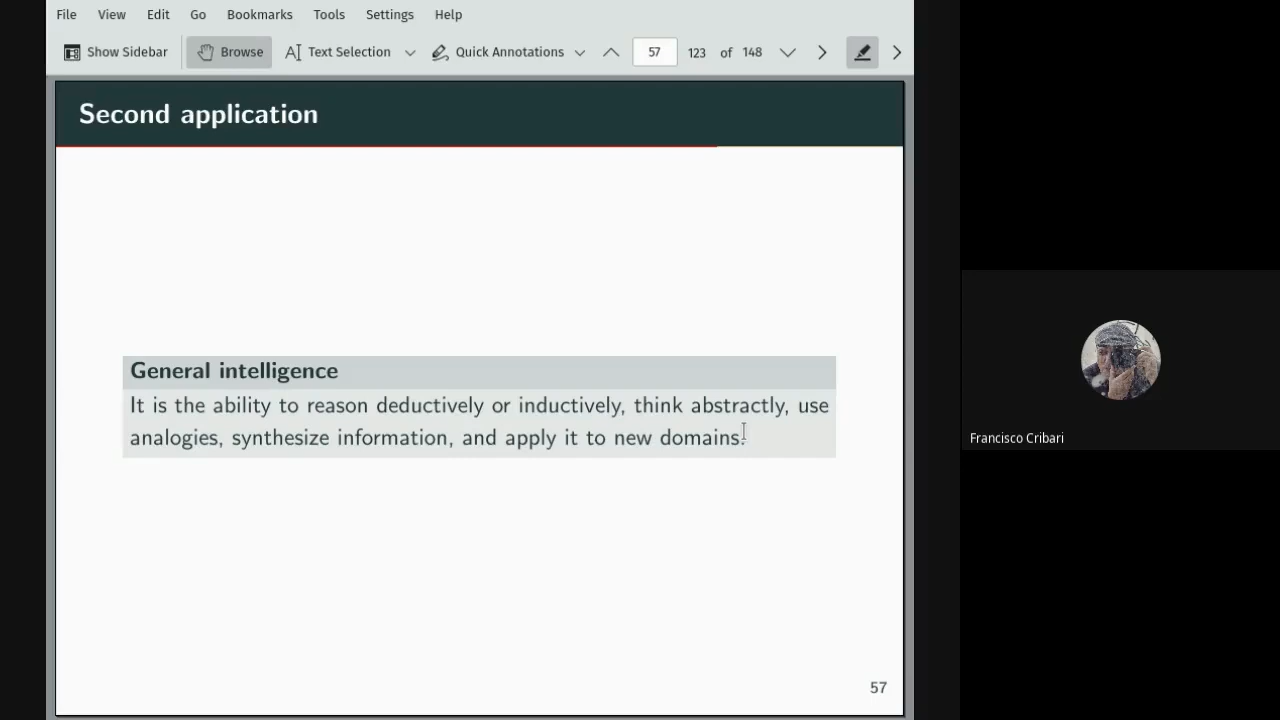 File View Edit Go Bookmarks Tools Settings Help
Show Sidebar Browse Text Selection Quick Annotations 57 123 of 148
Second application
General intelligence
It is the ability to reason deductively or inductively, think abstractly, use
analogies, synthesize information, and apply it to new domains.
Francisco Cribari
57